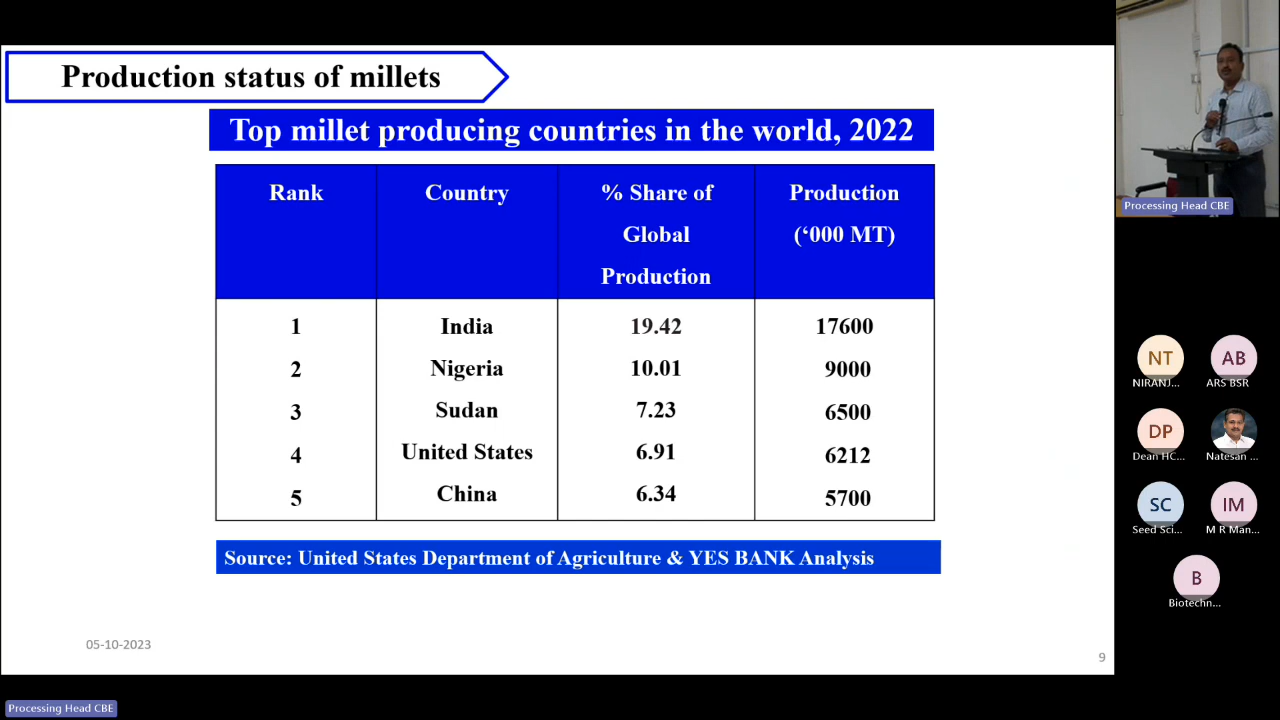 Production status of millets
Top millet producing countries in the world, 2022
Rank Country % Share of Global Production Production (‘000 MT)
1 India 19.42 17600
2 Nigeria 10.01 9000
3 Sudan 7.23 6500
4 United States 6.91 6212
5 China 6.34 5700
Source: United States Department of Agriculture & YES BANK Analysis
05-10-2023
9
Processing Head CBE
Processing Head CBE
NT AB
NIRANJ... ARS BSR
DP
Dean HC... Natesan ...
SC IM
Seed Sci... M R Man...
B
Biotechn...